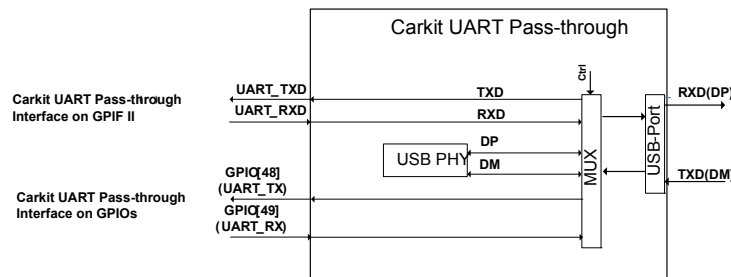 Carkit UART Pass-through
Ctrl
UART_TXD
TXD
RXD(DP)
Carkit UART Pass-through
Interface on GPIF II
UART_RXD
RXD
DP
USB PHY
DM
MUX
USB-Port
GPIO[48]
(UART_TX)
TXD(DM)
Carkit UART Pass-through
Interface on GPIOs
GPIO[49]
(UART_RX)